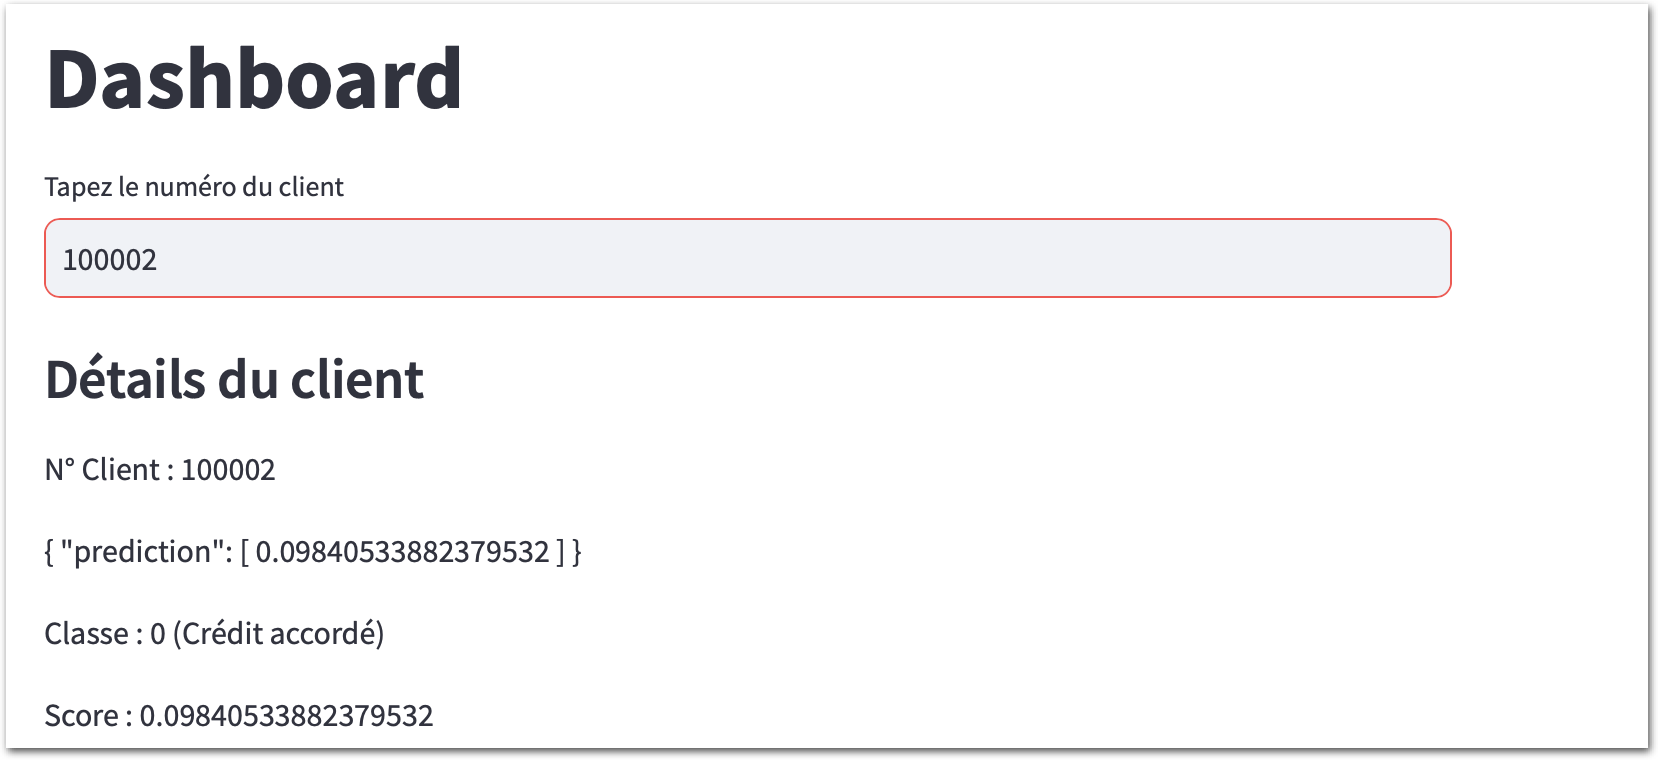 Dashboard
Tapez le numéro du client
100002
Détails du client
N° Client : 100002
{ "prediction": [ 0.09840533882379532 ] }
Classe : 0 (Crédit accordé)
Score : 0.09840533882379532